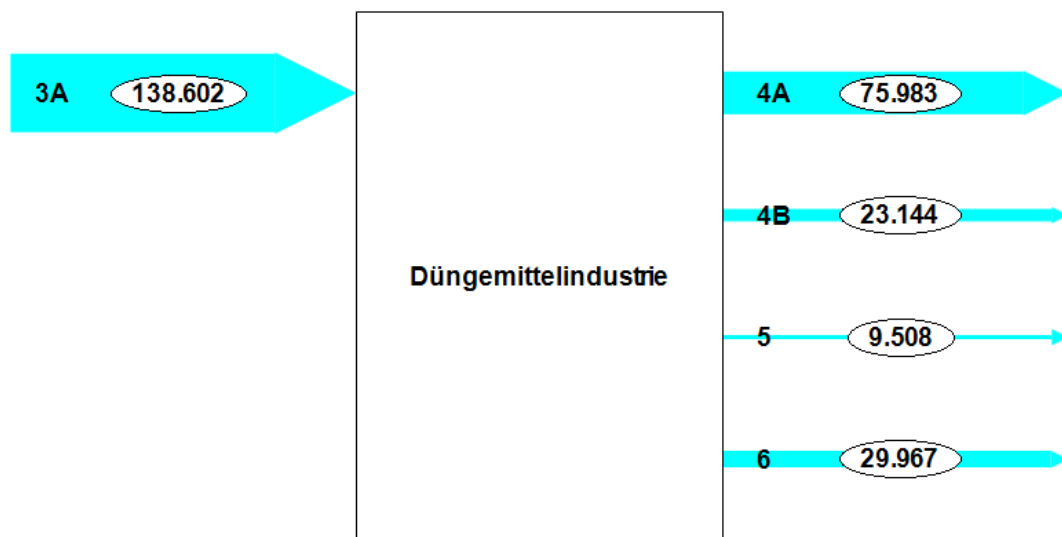 3A 138.602
4A 75.983
4B 23.144
Düngemittelindustrie
5 9.508
6 29.967